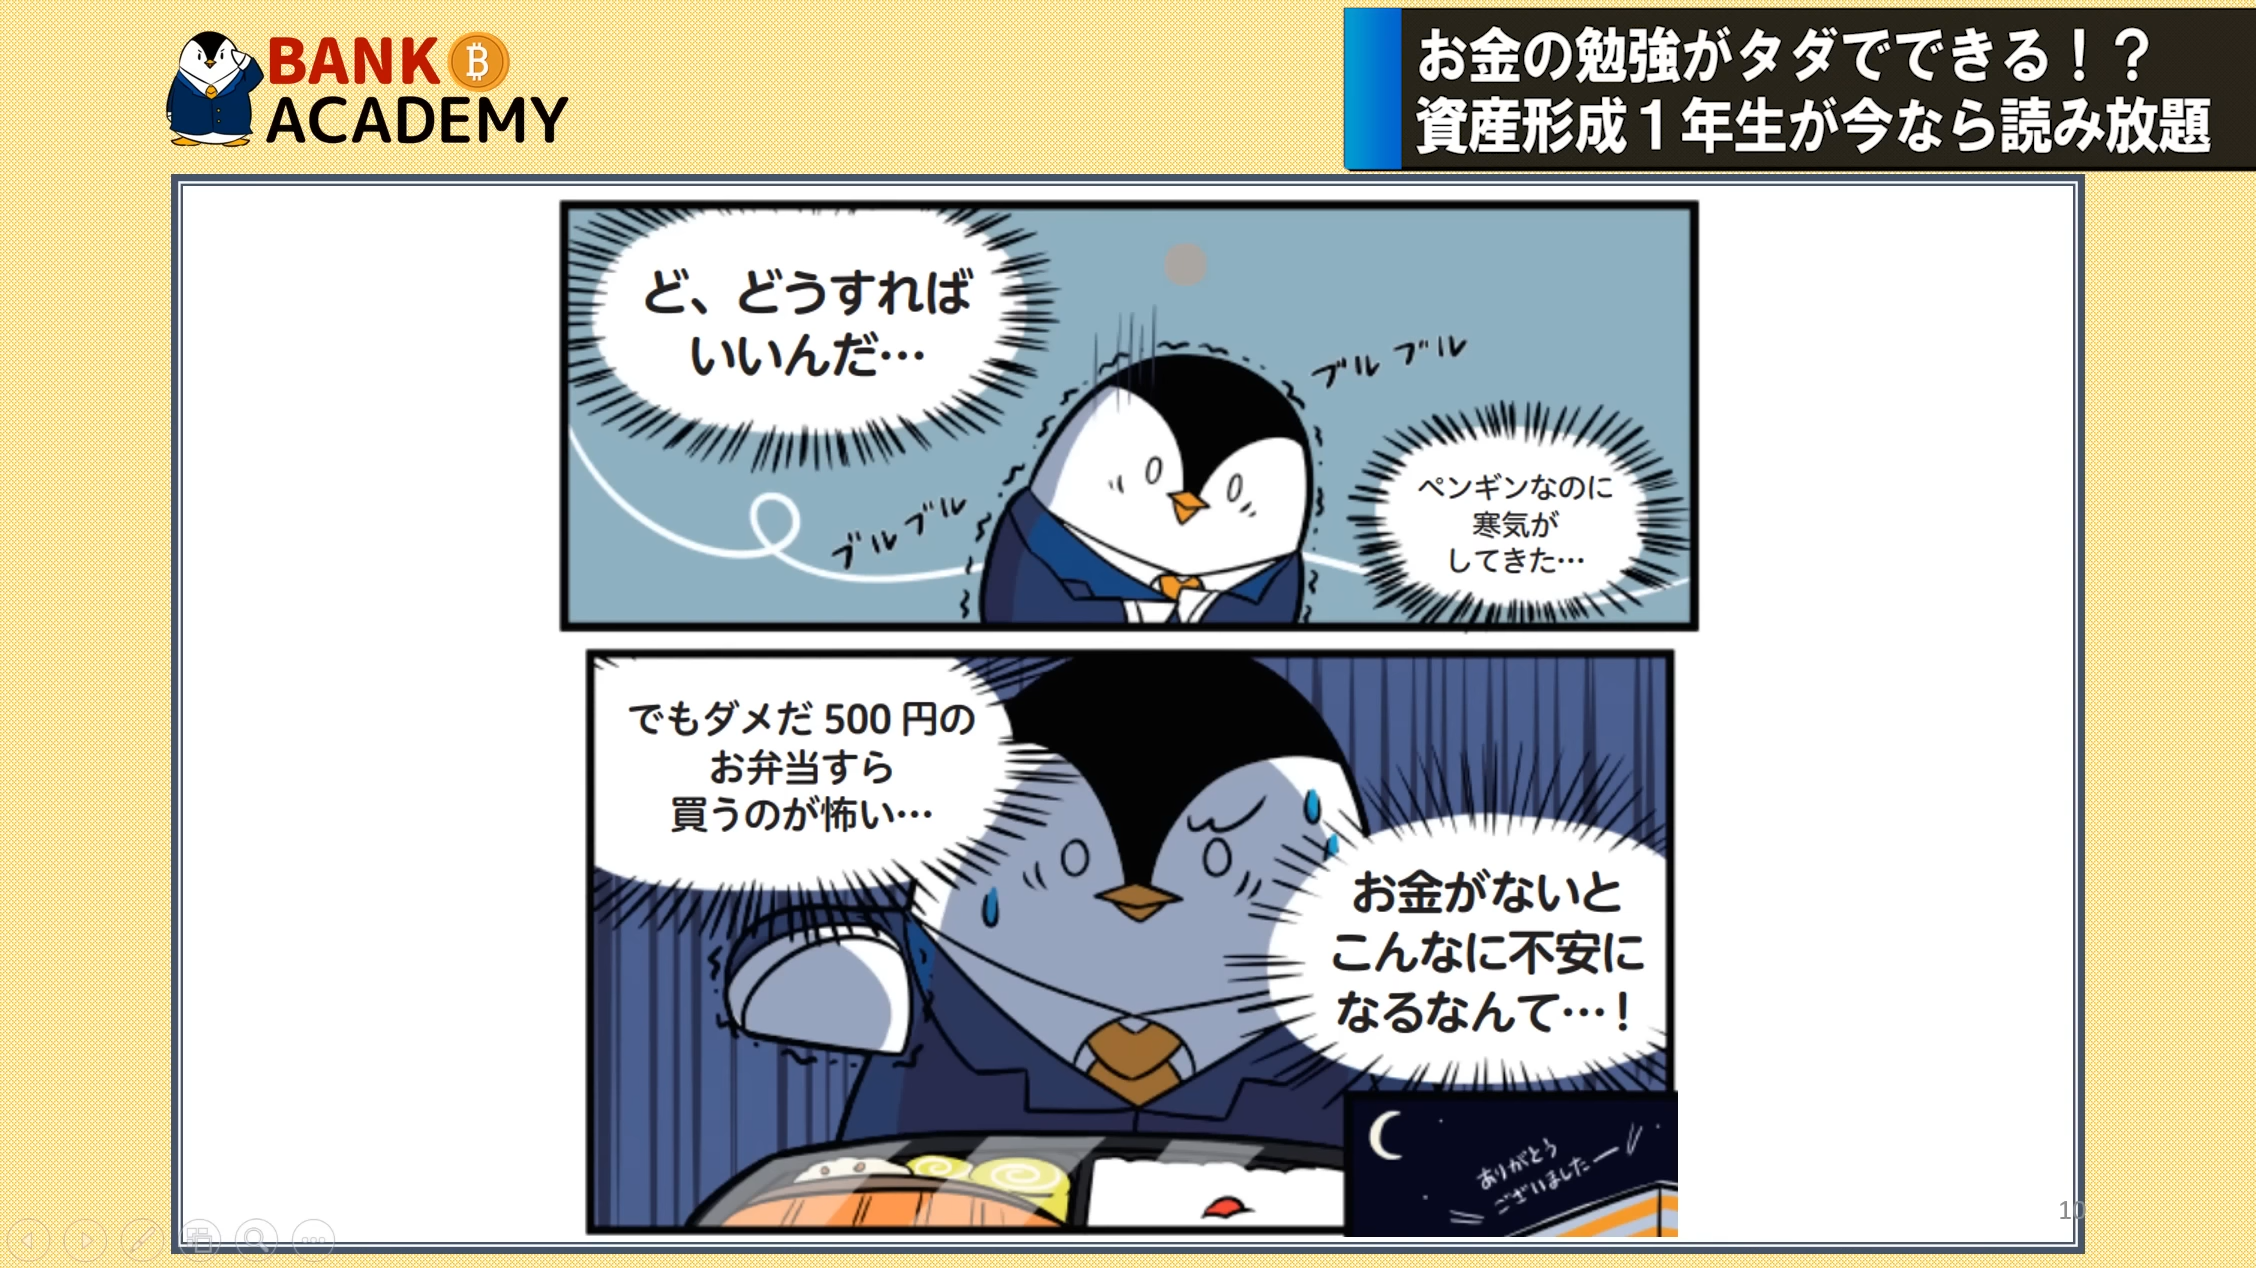 BANK
ACADEMY
お金の勉強がタダでできる！？
資産形成１年生が今なら読み放題
ど、どうすれば
いいんだ…
ブルブル
ブルブル
ペンギンなのに
寒気が
してきた…
でもダメだ 500 円の
お弁当すら
買うのが怖い…
お金がないと
こんなに不安に
なるなんて…！
ありがとう
ございましたー
10